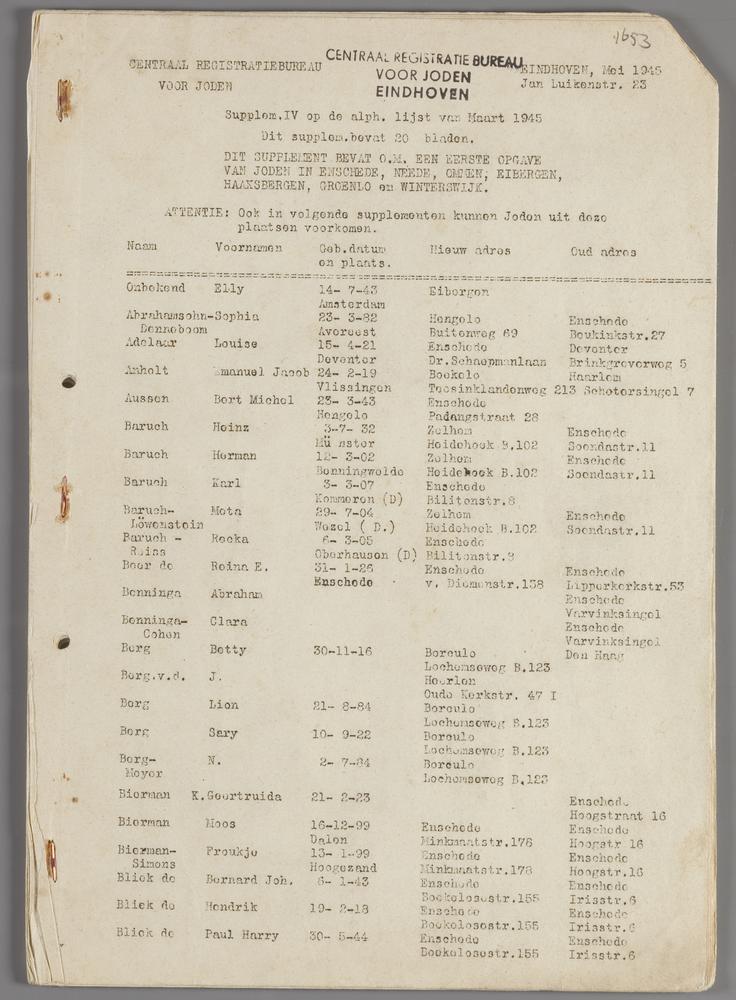 1653
CENTRAAL REGISTRATIEBUREAU
VOOR JODEN
CENTRAAL REGISTRATIE BUREAU
VOOR JODEN
EINDHOVEN
EINDHOVEN, Mei 1945
Jan Luikenstr. 23
Supplem.IV op de alph. lijst van Maart 1945
Dit supplem.bevat 20 bladen.
DIT SUPPLEMENT BEVAT O.M. EEN EERSTE OPGAVE
VAN JODEN IN ENSCHEDE, NEEDE, OMMEN, EIBERGEN,
HAAKSBERGEN, GROENLO en WINTERSWIJK.
ATTENTIE: Ook in volgende supplementen kunnen Joden uit deze
plaatsen voorkomen.
Naam Voornamen Geb.datum Nieuw adres Oud adres
en plaats.
Onbekend Elly 14- 7-43 Eibergen
Amsterdam
Abrahamsohn-Sophia 23- 3-82 Hengelo Enschede
Denneboom Avereest Buitenweg 69 Beukinkstr.27
Adelaar Louise 15- 4-21 Enschede Deventer
Deventer Dr.Schaepmanlaan Brinkgreverweg 5
Anholt Emanuel Jacob 24- 2-19 Boekelo Haarlem
Vlissingen Teesinklandenweg 213 Schotersingel 7
Aussen Bert Michel 23- 3-43 Enschede
Hengelo Padangstraat 28
Baruch Heinz 3-7- 32 Zelhem Enschede
Münster Heidehoek B.102 Soendastr.11
Baruch Herman 12- 3-02 Zelhem Enschede
Benningwolde Heidehoek B.102 Soendastr.11
Baruch Karl 3- 3-07 Enschede
Kommeren (D) Bilitonstr.8
Baruch- Meta 29- 7-04 Zelhem Enschede
Löwenstein Wezel ( D.) Heidehoek B.102 Soendastr.11
Baruch - Recka 6- 3-05 Enschede
Reiss Oberhausen (D) Bilitonstr.8
Beer de Reina E. 31- 1-26 Enschede Enschede
Enschede v. Diemenstr.138 Lipperkerkstr.53
Benninga Abraham Enschede
Varvinksingel
Benninga- Clara Enschede
Cohen Varvinksingel
Berg Betty 30-11-16 Borculo Den Haag
Lochemseweg B.123
Berg.v.d. J. Heerlen
Oude Kerkstr. 47 I
Berg Lion 21- 8-84 Borculo
Lochemseweg B.123
Berg Sary 10- 9-22 Borculo
Lochemseweg B.123
Berg- N. 2- 7-84 Borculo
Meyer Lochemseweg B.123
Bierman K.Geertruida 21- 2-23 Enschede
Hoogstraat 16
Bierman Moos 16-12-99 Enschede Enschede
Dalen Minkmaatstr.178 Hoogstr 16
Bierman- Froukje 13- 1-99 Enschede Enschede
Simons Hoogezand Minkmaatstr.178 Hoogstr.16
Bliek de Bernard Joh. 6- 1-43 Enschede Enschede
Boekelosestr.155 Irisstr.6
Bliek de Hendrik 19- 2-18 Enschede Enschede
Boekelosestr.155 Irisstr.6
Bliek de Paul Harry 30- 5-44 Enschede Enschede
Boekelosestr.155 Irisstr.6